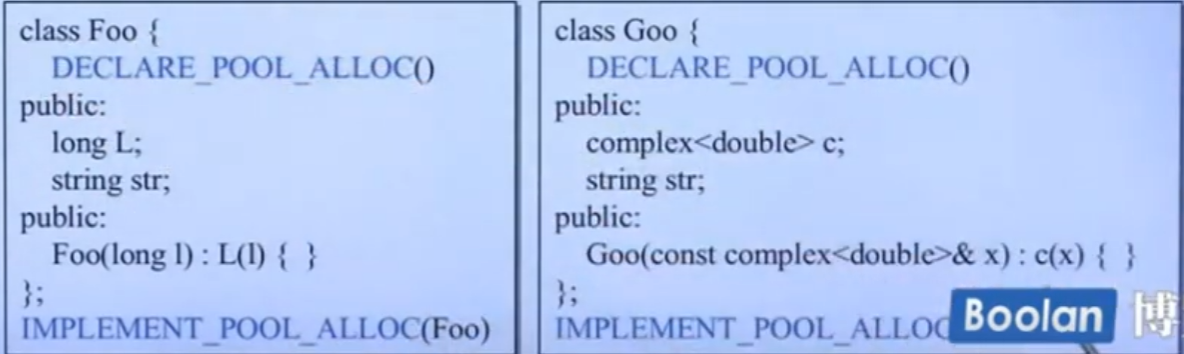 class Foo {
DECLARE_POOL_ALLOC()
public:
long L;
string str;
public:
Foo(long l) : L(l) { }
};
IMPLEMENT_POOL_ALLOC(Foo)
class Goo {
DECLARE_POOL_ALLOC()
public:
complex<double> c;
string str;
public:
Goo(const complex<double>& x) : c(x) { }
};
IMPLEMENT_POOL_ALLOC
Boolan 博